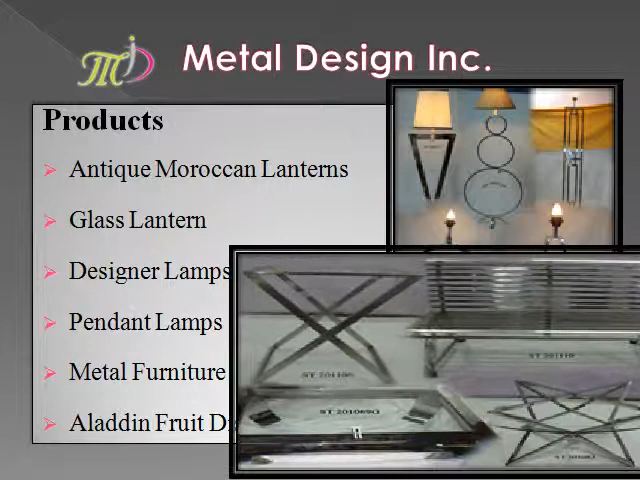 Metal Design Inc.
Products
Antique Moroccan Lanterns
Glass Lantern
Designer Lamps
Pendant Lamps
Metal Furniture
Aladdin Fruit